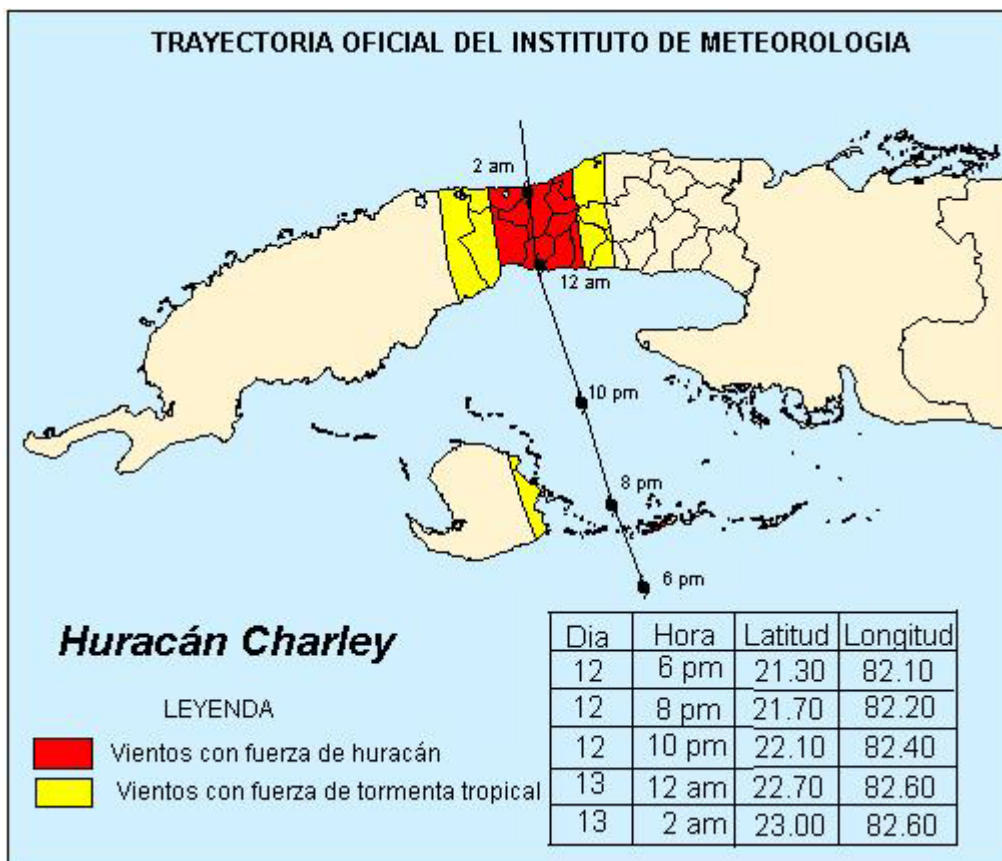 TRAYECTORIA OFICIAL DEL INSTITUTO DE METEOROLOGIA
2 am
12 am
10 pm
8 pm
6 pm
Huracán Charley
LEYENDA
Vientos con fuerza de huracán
Vientos con fuerza de tormenta tropical
Dia Hora Latitud Longitud
12 6 pm 21.30 82.10
12 8 pm 21.70 82.20
12 10 pm 22.10 82.40
13 12 am 22.70 82.60
13 2 am 23.00 82.60